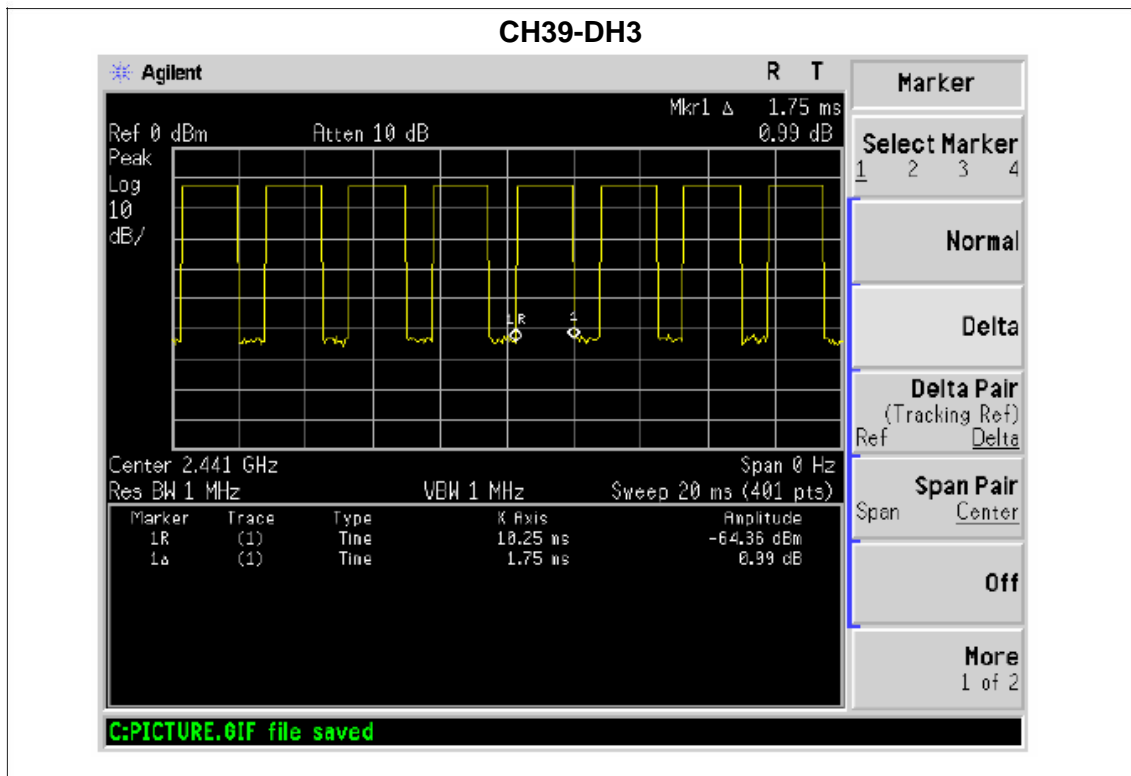 CH39-DH3
Agilent R T
Mkr1 Δ 1.75 ms
Ref 0 dBm Atten 10 dB 0.99 dB
Peak
Log
10
dB/
1R 1
Center 2.441 GHz Span 0 Hz
Res BW 1 MHz VBW 1 MHz Sweep 20 ms (401 pts)
Marker Trace Type X Axis Amplitude
1R (1) Time 10.25 ms -64.36 dBm
1Δ (1) Time 1.75 ms 0.99 dB
C:PICTURE.GIF file saved
Marker
Select Marker
1 2 3 4
Normal
Delta
Delta Pair
(Tracking Ref)
Ref Delta
Span Pair
Span Center
Off
More
1 of 2